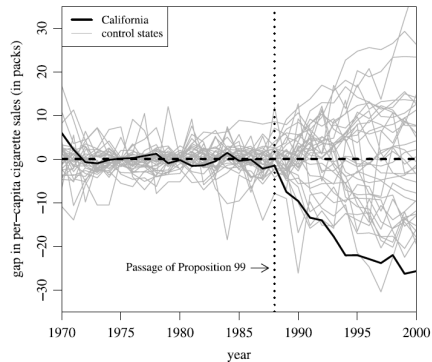 California
control states
gap in per−capita cigarette sales (in packs)
30
20
10
0
−10
−20
−30
Passage of Proposition 99
1970
1975
1980
1985
1990
1995
2000
year